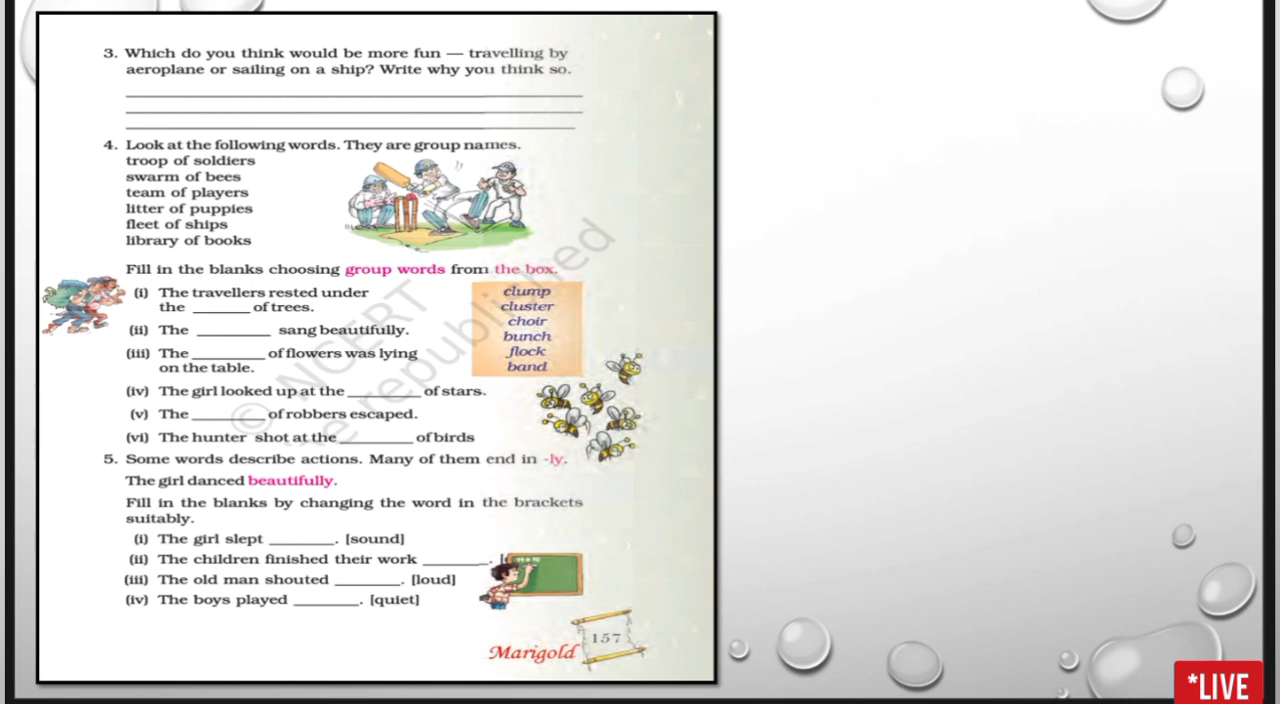 3. Which do you think would be more fun — travelling by
aeroplane or sailing on a ship? Write why you think so.
4. Look at the following words. They are group names.
troop of soldiers
swarm of bees
team of players
litter of puppies
fleet of ships
library of books
Fill in the blanks choosing group words from the box.
(i) The travellers rested under
the ________ of trees.
(ii) The __________ sang beautifully.
(iii) The __________ of flowers was lying
on the table.
(iv) The girl looked up at the __________ of stars.
(v) The __________ of robbers escaped.
(vi) The hunter shot at the __________ of birds
clump
cluster
choir
bunch
flock
band
5. Some words describe actions. Many of them end in -ly.
The girl danced beautifully.
Fill in the blanks by changing the word in the brackets
suitably.
(i) The girl slept _________. [sound]
(ii) The children finished their work _________. [
(iii) The old man shouted _________. [loud]
(iv) The boys played _________. [quiet]
157
Marigold
© NCERT
republished
*LIVE